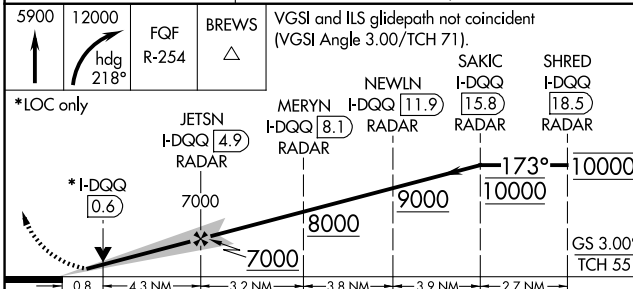 5900
12000
hdg
218°
FQF
R-254
BREWS
VGSI and ILS glidepath not coincident
(VGSI Angle 3.00/TCH 71).
*LOC only
JETSN
I-DQQ 4.9
RADAR
MERYN
I-DQQ 8.1
RADAR
NEWLN
I-DQQ 11.9
RADAR
SAKIC
I-DQQ
15.8
RADAR
SHRED
I-DQQ
18.5
RADAR
*I-DQQ
0.6
7000
7000
8000
9000
173°
10000
10000
GS 3.00°
TCH 55
0.8
4.3 NM
3.2 NM
3.8 NM
3.9 NM
2.7 NM